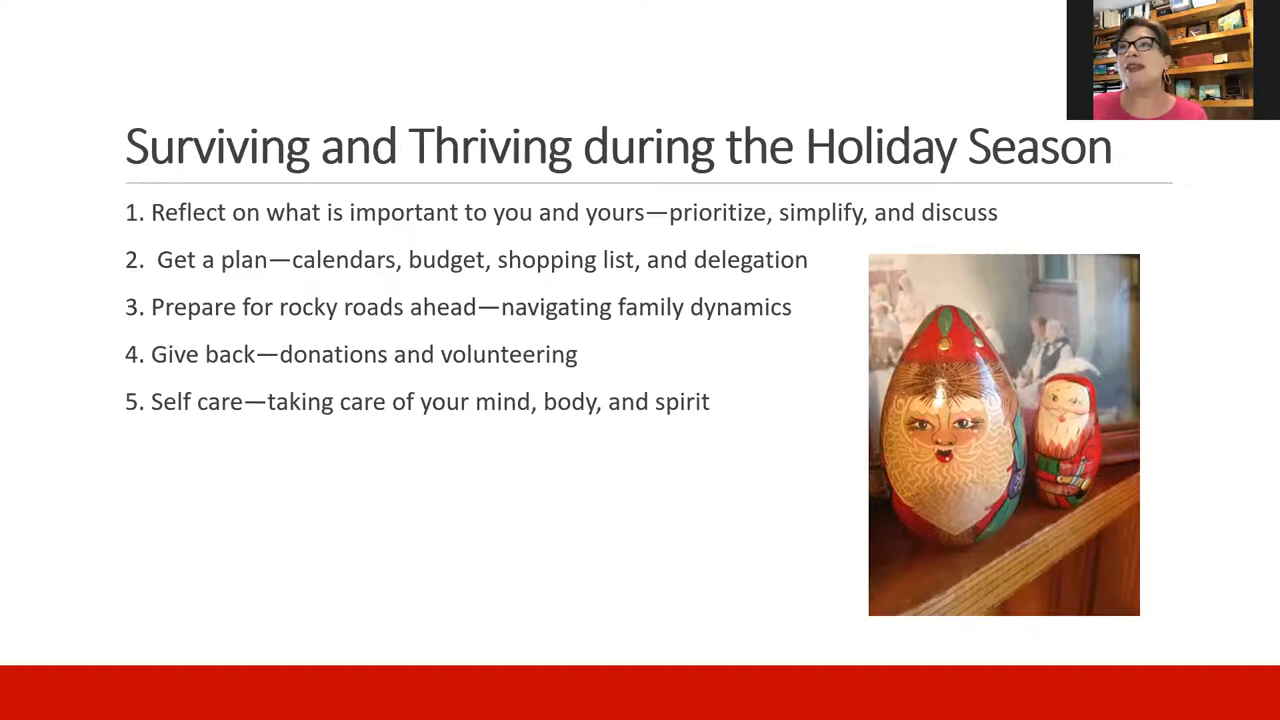 Surviving and Thriving during the Holiday Season
1. Reflect on what is important to you and yours—prioritize, simplify, and discuss
2.  Get a plan—calendars, budget, shopping list, and delegation
3. Prepare for rocky roads ahead—navigating family dynamics
4. Give back—donations and volunteering
5. Self care—taking care of your mind, body, and spirit